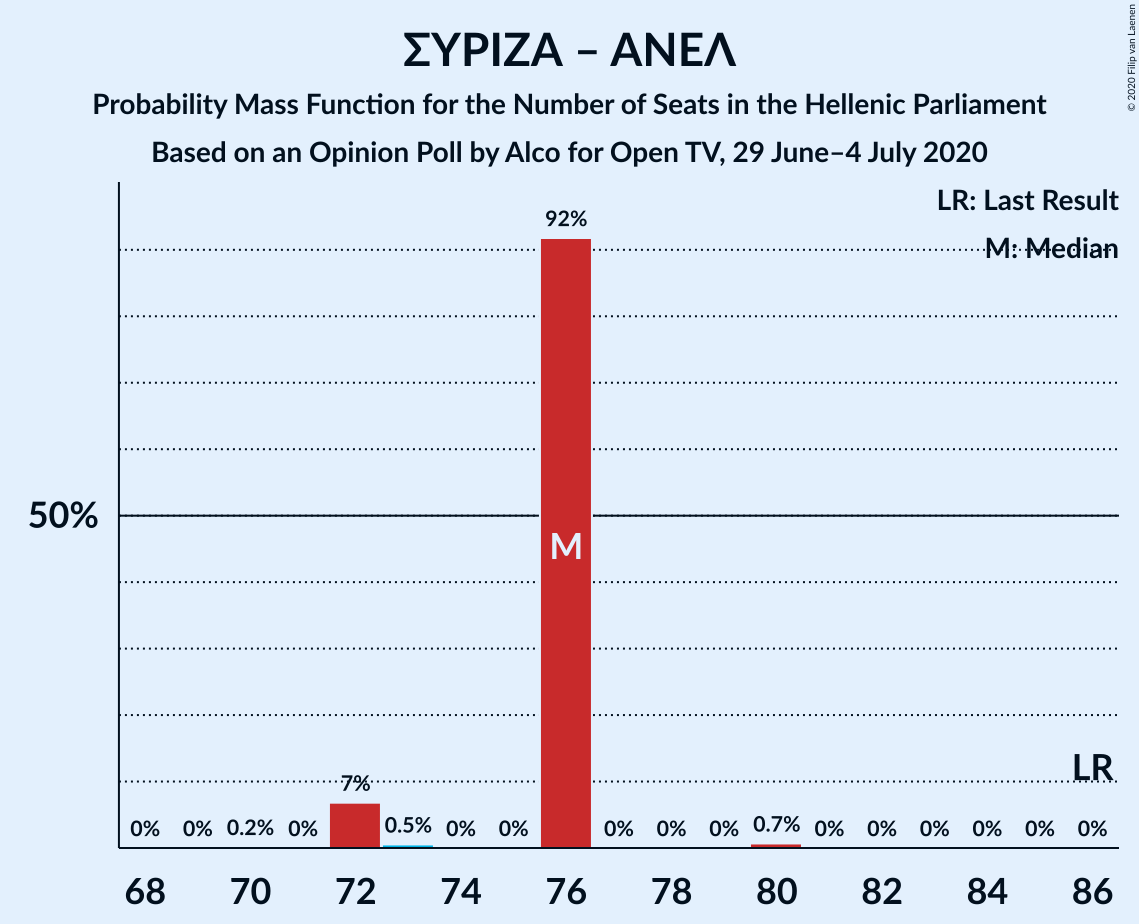 ΣΥΡΙΖΑ – ΑΝΕΛ
Probability Mass Function for the Number of Seats in the Hellenic Parliament
Based on an Opinion Poll by Alco for Open TV, 29 June–4 July 2020
© 2020 Filip van Laenen
LR: Last Result
M: Median
92%
50%
M
LR
0% 0% 0.2% 0% 7% 0.5% 0% 0% 0% 0% 0% 0.7% 0% 0% 0% 0% 0% 0%
68 70 72 74 76 78 80 82 84 86